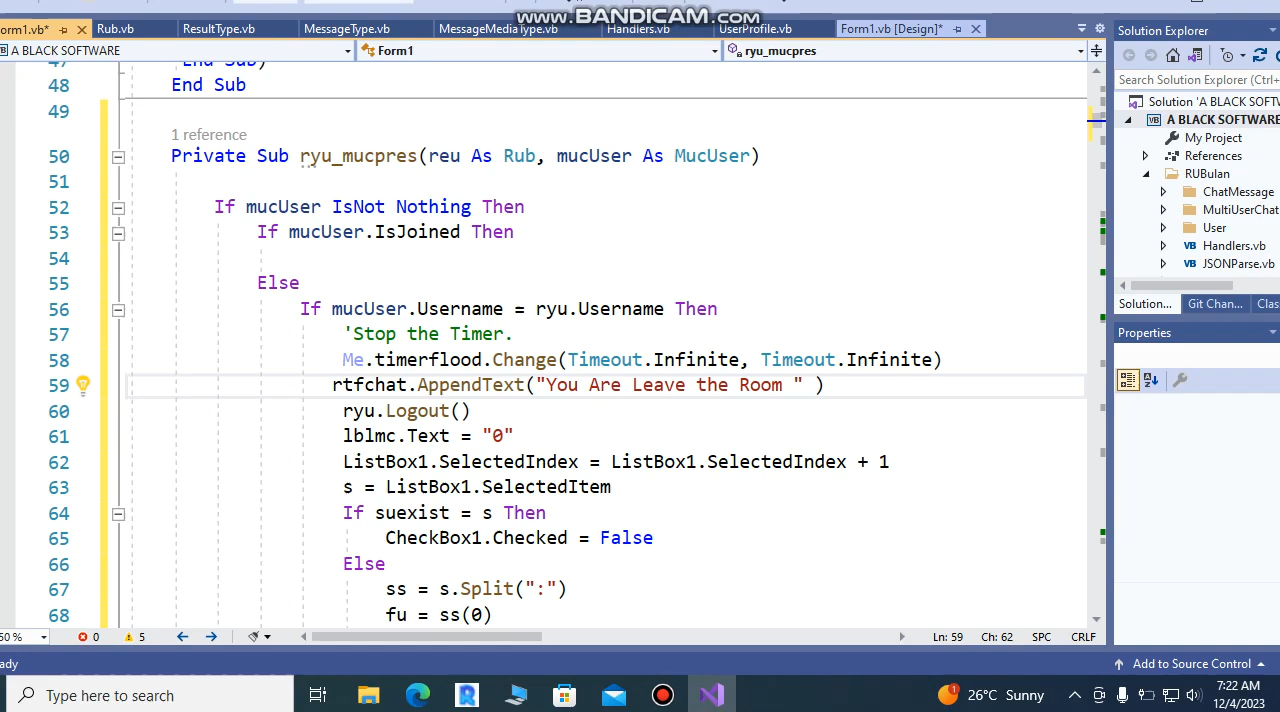 www.BANDICAM.com
orm1.vb*
Rub.vb
ResultType.vb
MessageType.vb
MessageMediaType.vb
Handlers.vb
UserProfile.vb
Form1.vb [Design]*
A BLACK SOFTWARE
Form1
ryu_mucpres
48 End Sub
49
1 reference
50 Private Sub ryu_mucpres(reu As Rub, mucUser As MucUser)
51
52 If mucUser IsNot Nothing Then
53 If mucUser.IsJoined Then
54
55 Else
56 If mucUser.Username = ryu.Username Then
57 'Stop the Timer.
58 Me.timerflood.Change(Timeout.Infinite, Timeout.Infinite)
59 rtfchat.AppendText("You Are Leave the Room " )
60 ryu.Logout()
61 lblmc.Text = "0"
62 ListBox1.SelectedIndex = ListBox1.SelectedIndex + 1
63 s = ListBox1.SelectedItem
64 If suexist = s Then
65 CheckBox1.Checked = False
66 Else
67 ss = s.Split(":")
68 fu = ss(0)
50 %
0
5
Ln: 59
Ch: 62
SPC
CRLF
Solution Explorer
Search Solution Explorer (Ctrl+
Solution 'A BLACK SOFTW
A BLACK SOFTWARE
My Project
References
RUBulan
ChatMessage
MultiUserChat
User
Handlers.vb
JSONParse.vb
Solution...
Git Chan...
Clas
Properties
ady
Add to Source Control
Type here to search
26°C Sunny
7:22 AM
12/4/2023